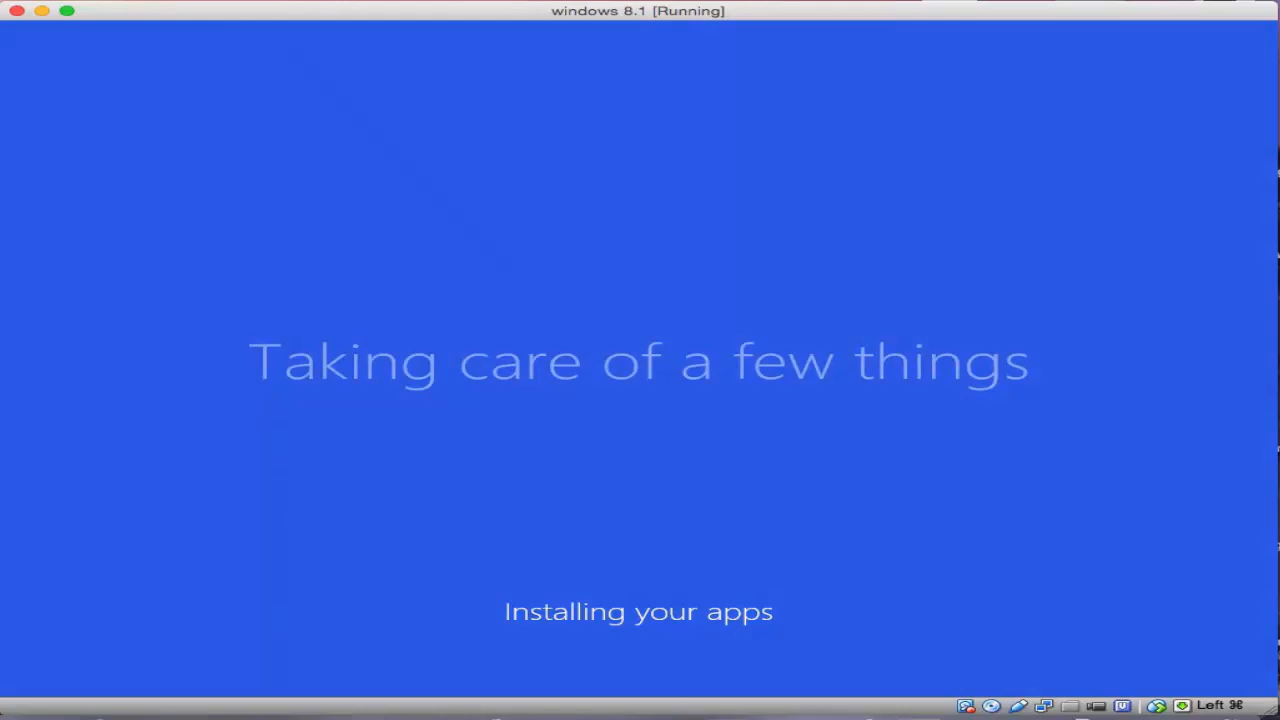 windows 8.1 [Running]
Taking care of a few things
Installing your apps
Left ⌘